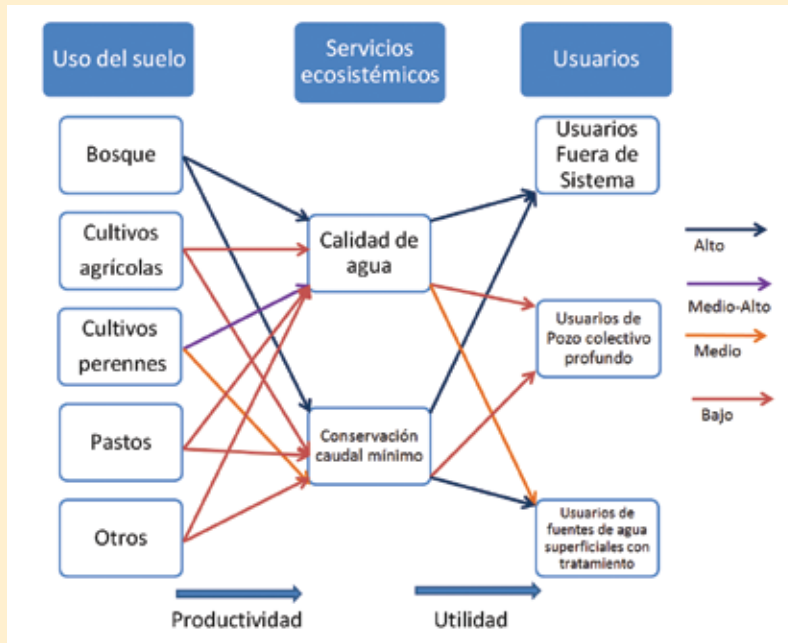 Uso del suelo
Servicios
ecosistémicos
Usuarios
Bosque
Cultivos
agrícolas
Cultivos
perennes
Pastos
Otros
Calidad de
agua
Conservación
caudal mínimo
Usuarios
Fuera de
Sistema
Usuarios de
Pozo colectivo
profundo
Usuarios de
fuentes de agua
superficiales con
tratamiento
Alto
Medio-Alto
Medio
Bajo
Productividad
Utilidad